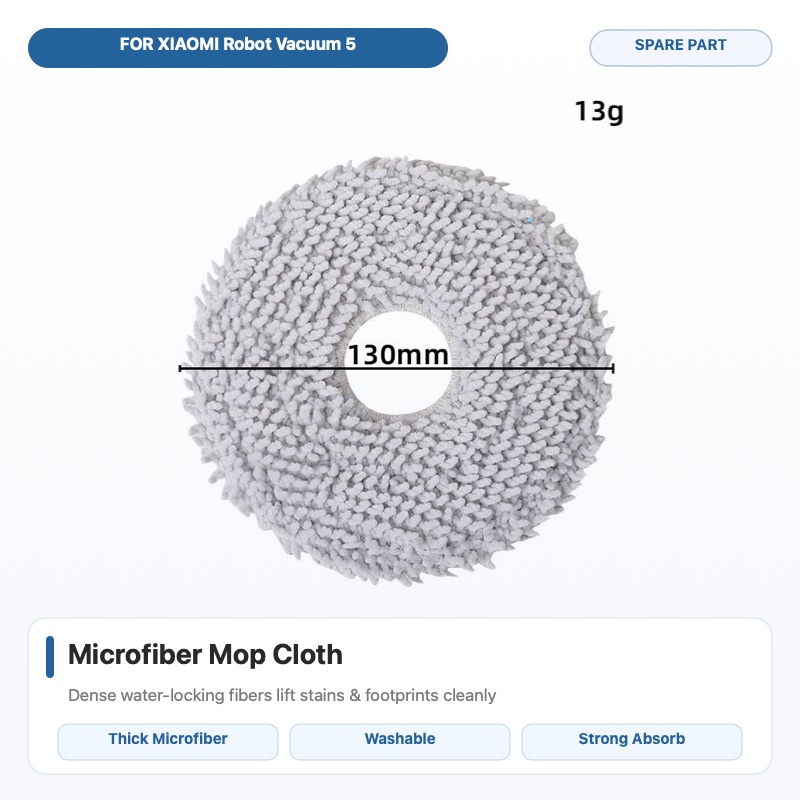 FOR XIAOMI Robot Vacuum 5
SPARE PART
13g
130mm
Microfiber Mop Cloth
Dense water-locking fibers lift stains & footprints cleanly
Thick Microfiber
Washable
Strong Absorb